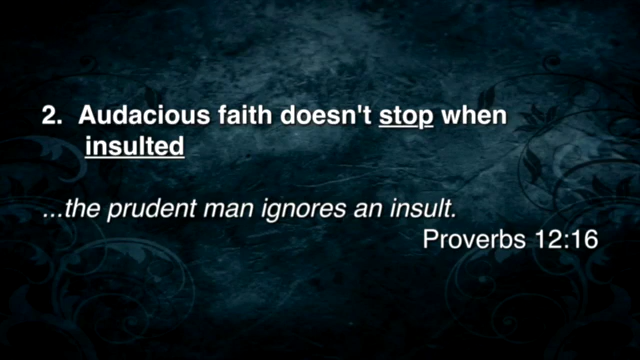 2. Audacious faith doesn't stop when
insulted
...the prudent man ignores an insult.
Proverbs 12:16